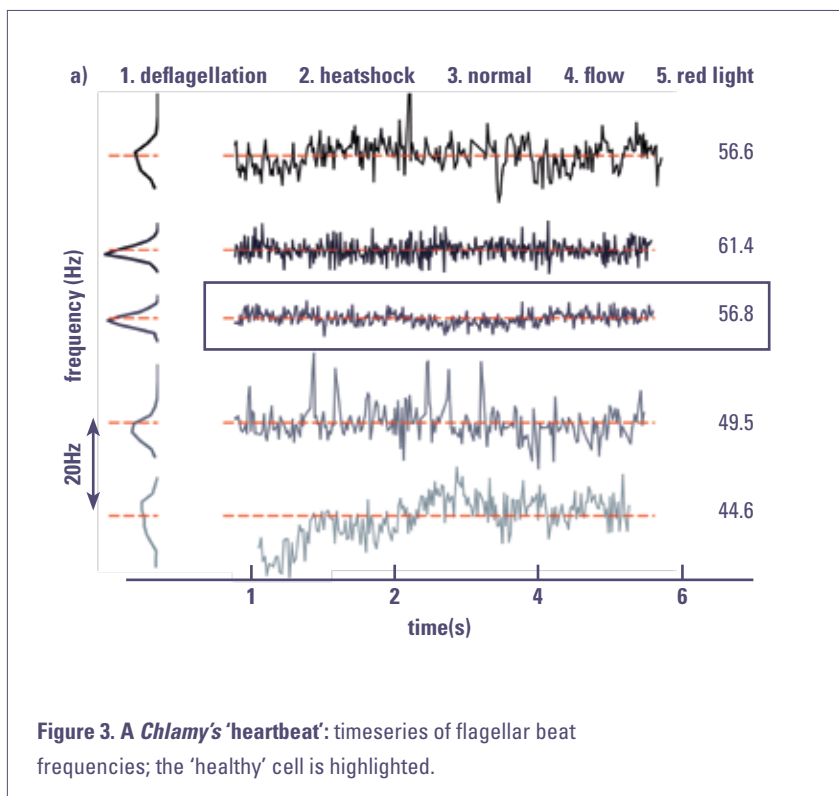 a) 1. deflagellation 2. heatshock 3. normal 4. flow 5. red light
56.6
61.4
56.8
49.5
44.6
frequency (Hz)
20Hz
1 2 4 6
time(s)
Figure 3. A Chlamy's 'heartbeat': timeseries of flagellar beat
frequencies; the 'healthy' cell is highlighted.